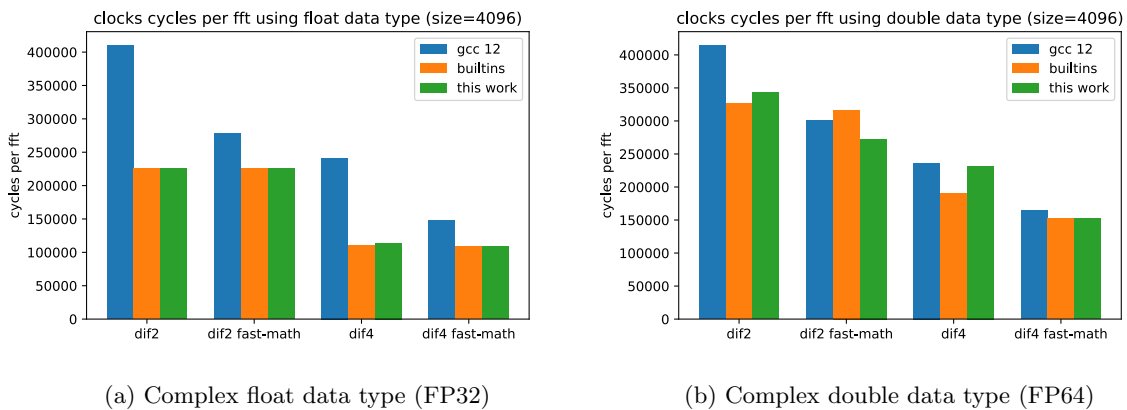 clocks cycles per fft using float data type (size=4096)
cycles per fft
400000
350000
300000
250000
200000
150000
100000
50000
0
gcc 12
builtins
this work
dif2
dif2 fast-math
dif4
dif4 fast-math
(a) Complex float data type (FP32)
clocks cycles per fft using double data type (size=4096)
cycles per fft
400000
350000
300000
250000
200000
150000
100000
50000
0
gcc 12
builtins
this work
dif2
dif2 fast-math
dif4
dif4 fast-math
(b) Complex double data type (FP64)